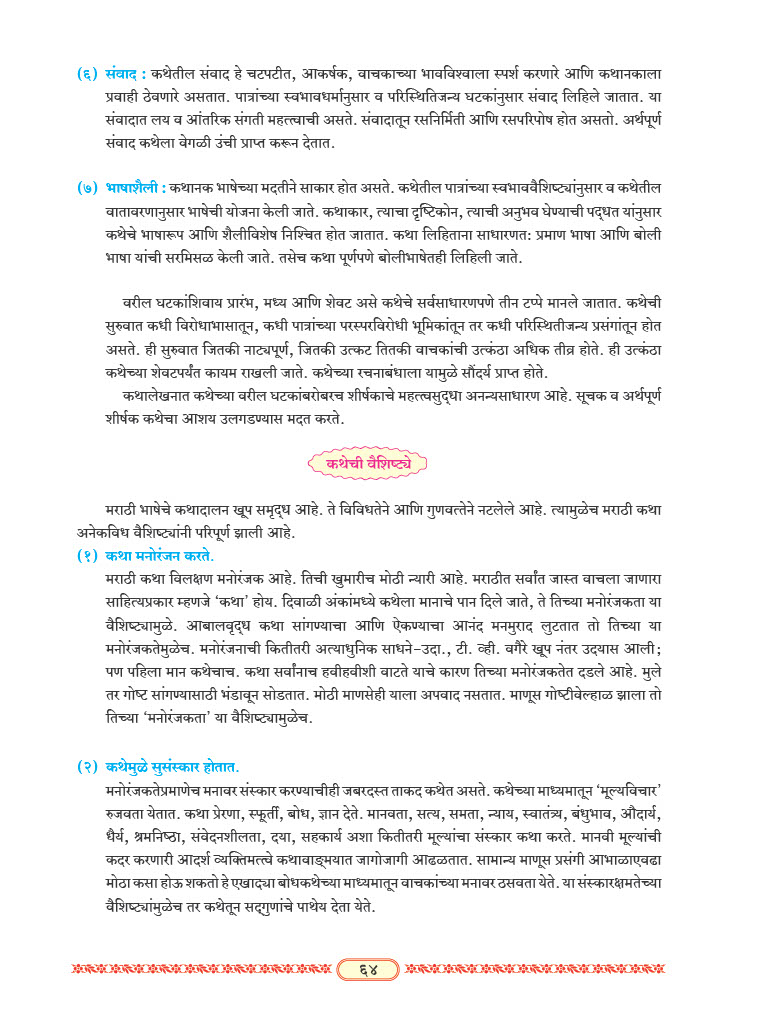 (६) संवाद : कथेतील संवाद हे चटपटीत, आकर्षक, वाचकाच्या भावविश्वाला स्पर्श करणारे आणि कथानकाला
प्रवाही ठेवणारे असतात. पात्रांच्या स्वभावधर्मानुसार व परिस्थितिजन्य घटकांनुसार संवाद लिहिले जातात. या
संवादात लय व आंतरिक संगती महत्त्वाची असते. संवादातून रसनिर्मिती आणि रसपरिपोष होत असतो. अर्थपूर्ण
संवाद कथेला वेगळी उंची प्राप्त करून देतात.
(७) भाषाशैली : कथानक भाषेच्या मदतीने साकार होत असते. कथेतील पात्रांच्या स्वभाववैशिष्ट्यांनुसार व कथेतील
वातावरणानुसार भाषेची योजना केली जाते. कथाकार, त्याचा दृष्टिकोन, त्याची अनुभव घेण्याची पद्धत यांनुसार
कथेचे भाषारूप आणि शैलीविशेष निश्चित होत जातात. कथा लिहिताना साधारणत: प्रमाण भाषा आणि बोली
भाषा यांची सरमिसळ केली जाते. तसेच कथा पूर्णपणे बोलीभाषेतही लिहिली जाते.
वरील घटकांशिवाय प्रारंभ, मध्य आणि शेवट असे कथेचे सर्वसाधारणपणे तीन टप्पे मानले जातात. कथेची
सुरुवात कधी विरोधाभासातून, कधी पात्रांच्या परस्परविरोधी भूमिकांतून तर कधी परिस्थितीजन्य प्रसंगांतून होत
असते. ही सुरुवात जितकी नाट्यपूर्ण, जितकी उत्कट तितकी वाचकांची उत्कंठा अधिक तीव्र होते. ही उत्कंठा
कथेच्या शेवटपर्यंत कायम राखली जाते. कथेच्या रचनाबंधाला यामुळे सौंदर्य प्राप्त होते.
कथालेखनात कथेच्या वरील घटकांबरोबरच शीर्षकाचे महत्त्वसुद्धा अनन्यसाधारण आहे. सूचक व अर्थपूर्ण
शीर्षक कथेचा आशय उलगडण्यास मदत करते.
कथेची वैशिष्ट्ये
मराठी भाषेचे कथादालन खूप समृद्ध आहे. ते विविधतेने आणि गुणवत्तेने नटलेले आहे. त्यामुळेच मराठी कथा
अनेकविध वैशिष्ट्यांनी परिपूर्ण झाली आहे.
(१) कथा मनोरंजन करते.
मराठी कथा विलक्षण मनोरंजक आहे. तिची खुमारीच मोठी न्यारी आहे. मराठीत सर्वांत जास्त वाचला जाणारा
साहित्यप्रकार म्हणजे ‘कथा’ होय. दिवाळी अंकांमध्ये कथेला मानाचे पान दिले जाते, ते तिच्या मनोरंजकता या
वैशिष्ट्यामुळे. आबालवृद्ध कथा सांगण्याचा आणि ऐकण्याचा आनंद मनमुराद लुटतात तो तिच्या या
मनोरंजकतेमुळेच. मनोरंजनाची कितीतरी अत्याधुनिक साधने-उदा., टी. व्ही. वगैरे खूप नंतर उदयास आली;
पण पहिला मान कथेचाच. कथा सर्वांनाच हवीहवीशी वाटते याचे कारण तिच्या मनोरंजकतेत दडले आहे. मुले
तर गोष्ट सांगण्यासाठी भंडावून सोडतात. मोठी माणसेही याला अपवाद नसतात. माणूस गोष्टीवेल्हाळ झाला तो
तिच्या ‘मनोरंजकता’ या वैशिष्ट्यामुळेच.
(२) कथेमुळे सुसंस्कार होतात.
मनोरंजकतेप्रमाणेच मनावर संस्कार करण्याचीही जबरदस्त ताकद कथेत असते. कथेच्या माध्यमातून ‘मूल्यविचार’
रुजवता येतात. कथा प्रेरणा, स्फूर्ती, बोध, ज्ञान देते. मानवता, सत्य, समता, न्याय, स्वातंत्र्य, बंधुभाव, औदार्य,
धैर्य, श्रमनिष्ठा, संवेदनशीलता, दया, सहकार्य अशा कितीतरी मूल्यांचा संस्कार कथा करते. मानवी मूल्यांची
कदर करणारी आदर्श व्यक्तिमत्त्वे कथावाङ्मयात जागोजागी आढळतात. सामान्य माणूस प्रसंगी आभाळाएवढा
मोठा कसा होऊ शकतो हे एखाद्या बोधकथेच्या माध्यमातून वाचकांच्या मनावर ठसवता येते. या संस्कारक्षमतेच्या
वैशिष्ट्यांमुळेच तर कथेतून सद्गुणांचे पाथेय देता येते.
६४